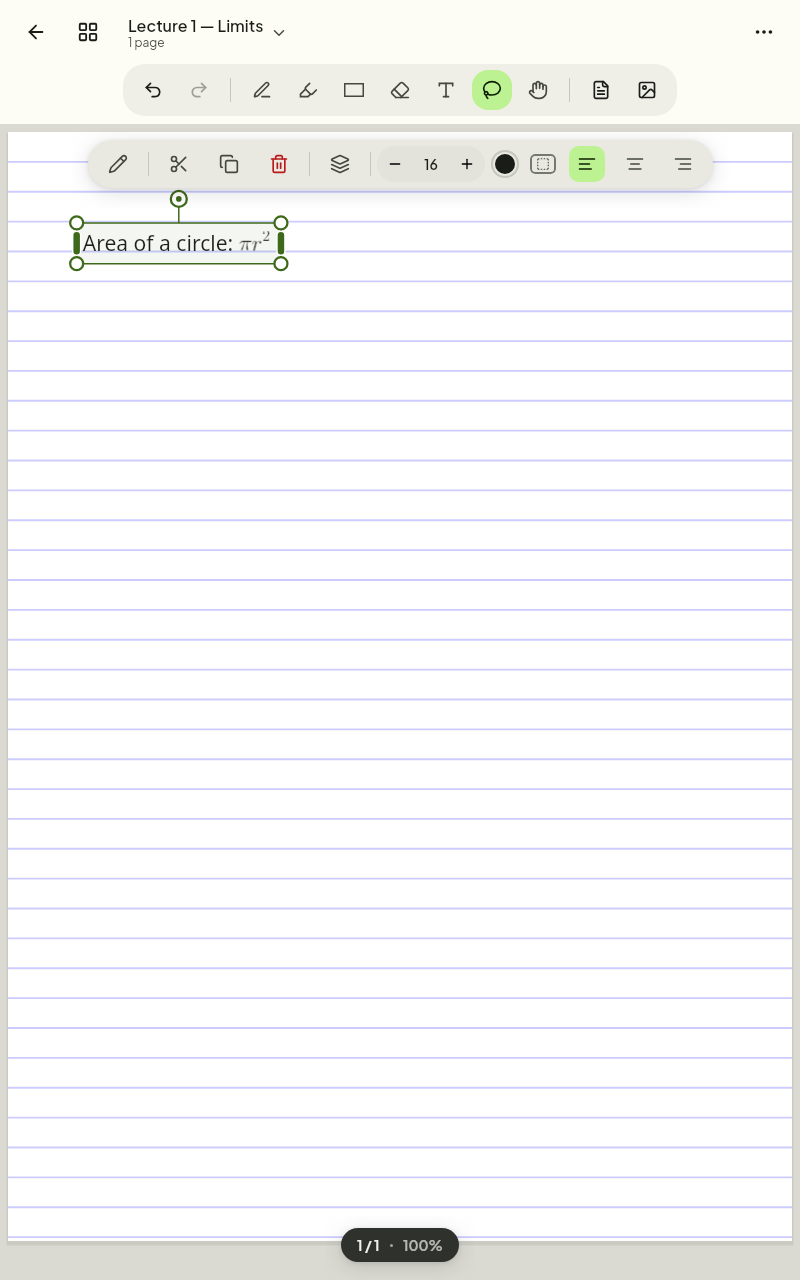 Lecture 1 — Limits
1 page
16
Area of a circle: πr²
1 / 1 · 100%